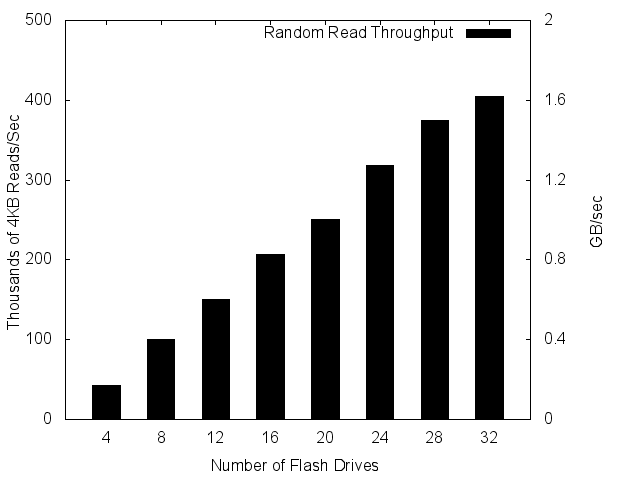 Random Read Throughput
500
400
300
200
100
0
Thousands of 4KB Reads/Sec
2
1.6
1.2
0.8
0.4
0
GB/sec
4 8 12 16 20 24 28 32
Number of Flash Drives